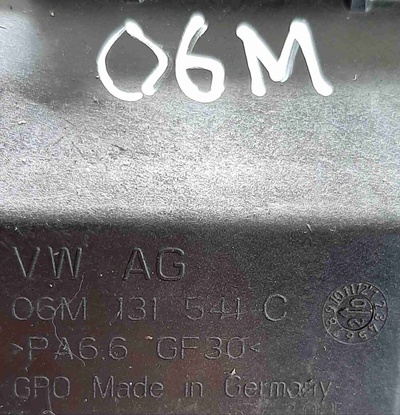 06M
VW AG
06M 131 541 C
>PA6.6 GF30<
GPO Made in Germany